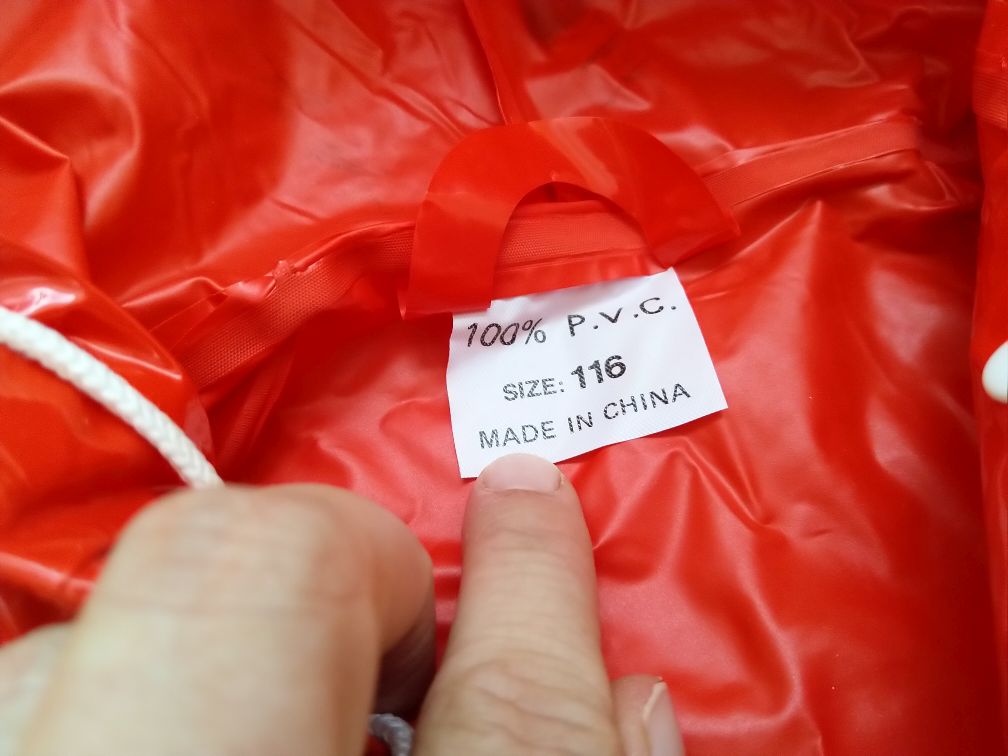 100% P.V.C.
SIZE: 116
MADE IN CHINA